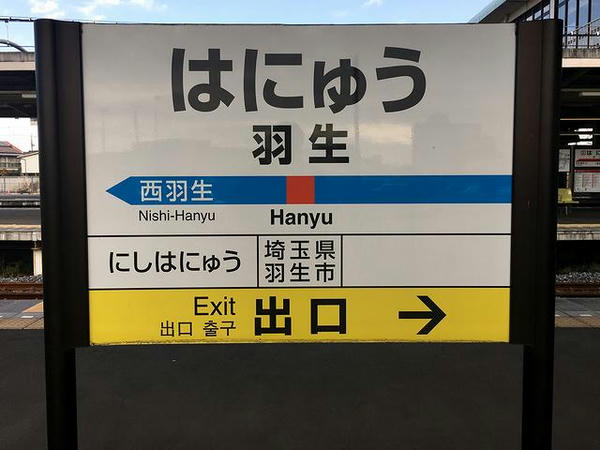 はにゅう
羽生
西羽生
Nishi-Hanyu
Hanyu
にしはにゅう
埼玉県
羽生市
Exit
出口 출구
出口 →